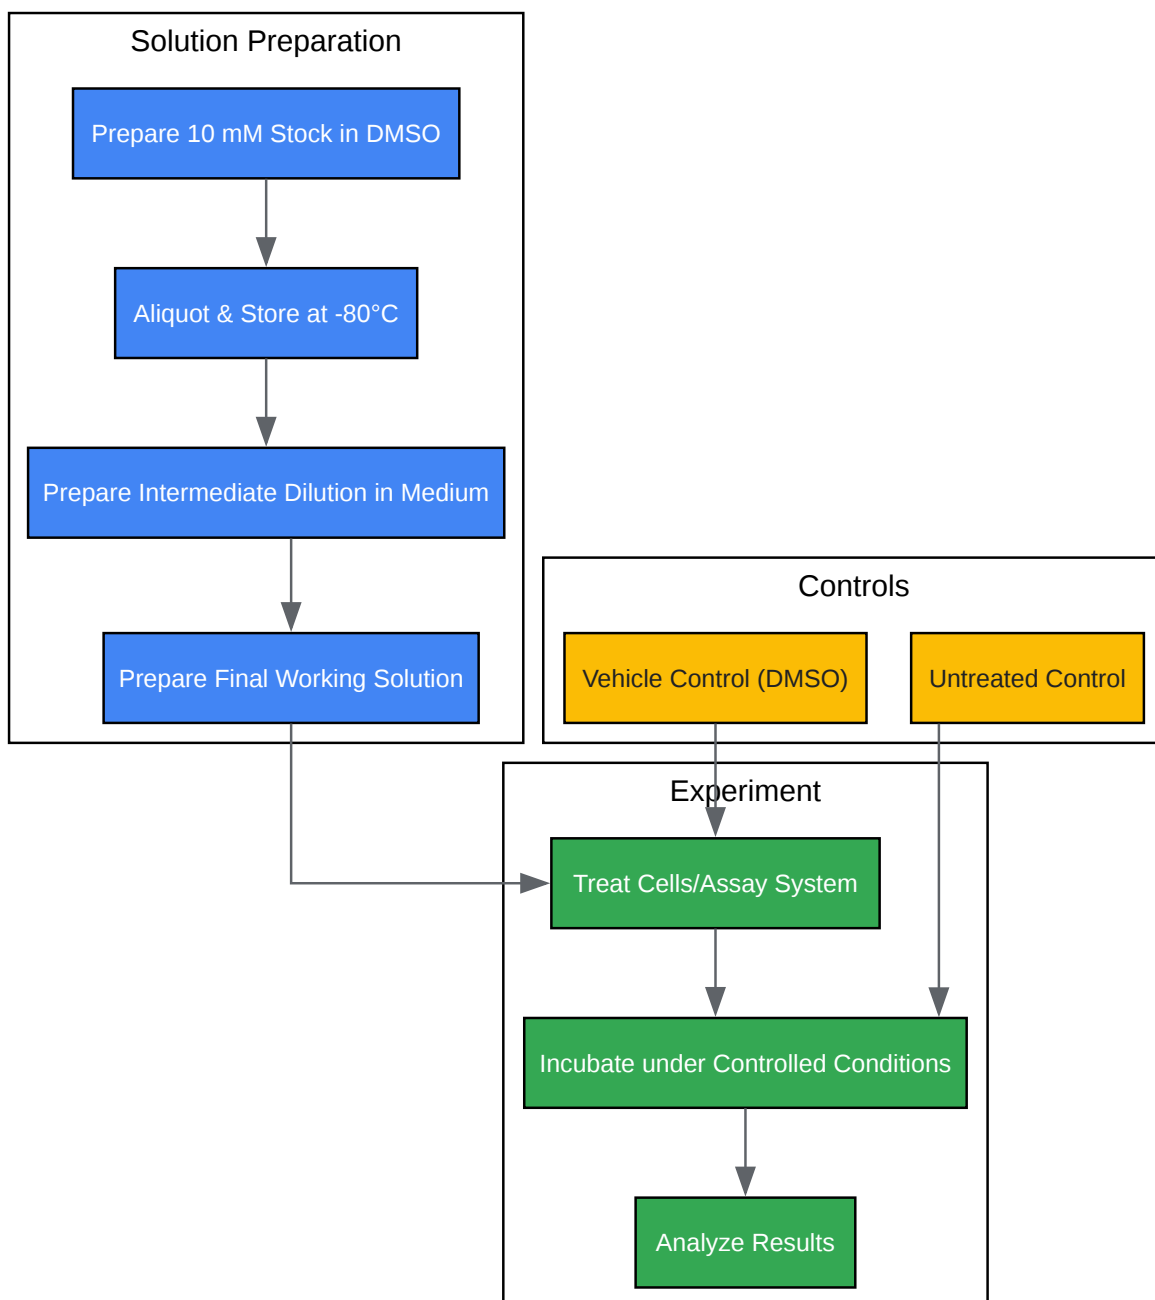 Solution Preparation
Prepare 10 mM Stock in DMSO
Aliquot & Store at -80°C
Prepare Intermediate Dilution in Medium
Prepare Final Working Solution
Controls
Vehicle Control (DMSO)
Untreated Control
Experiment
Treat Cells/Assay System
Incubate under Controlled Conditions
Analyze Results